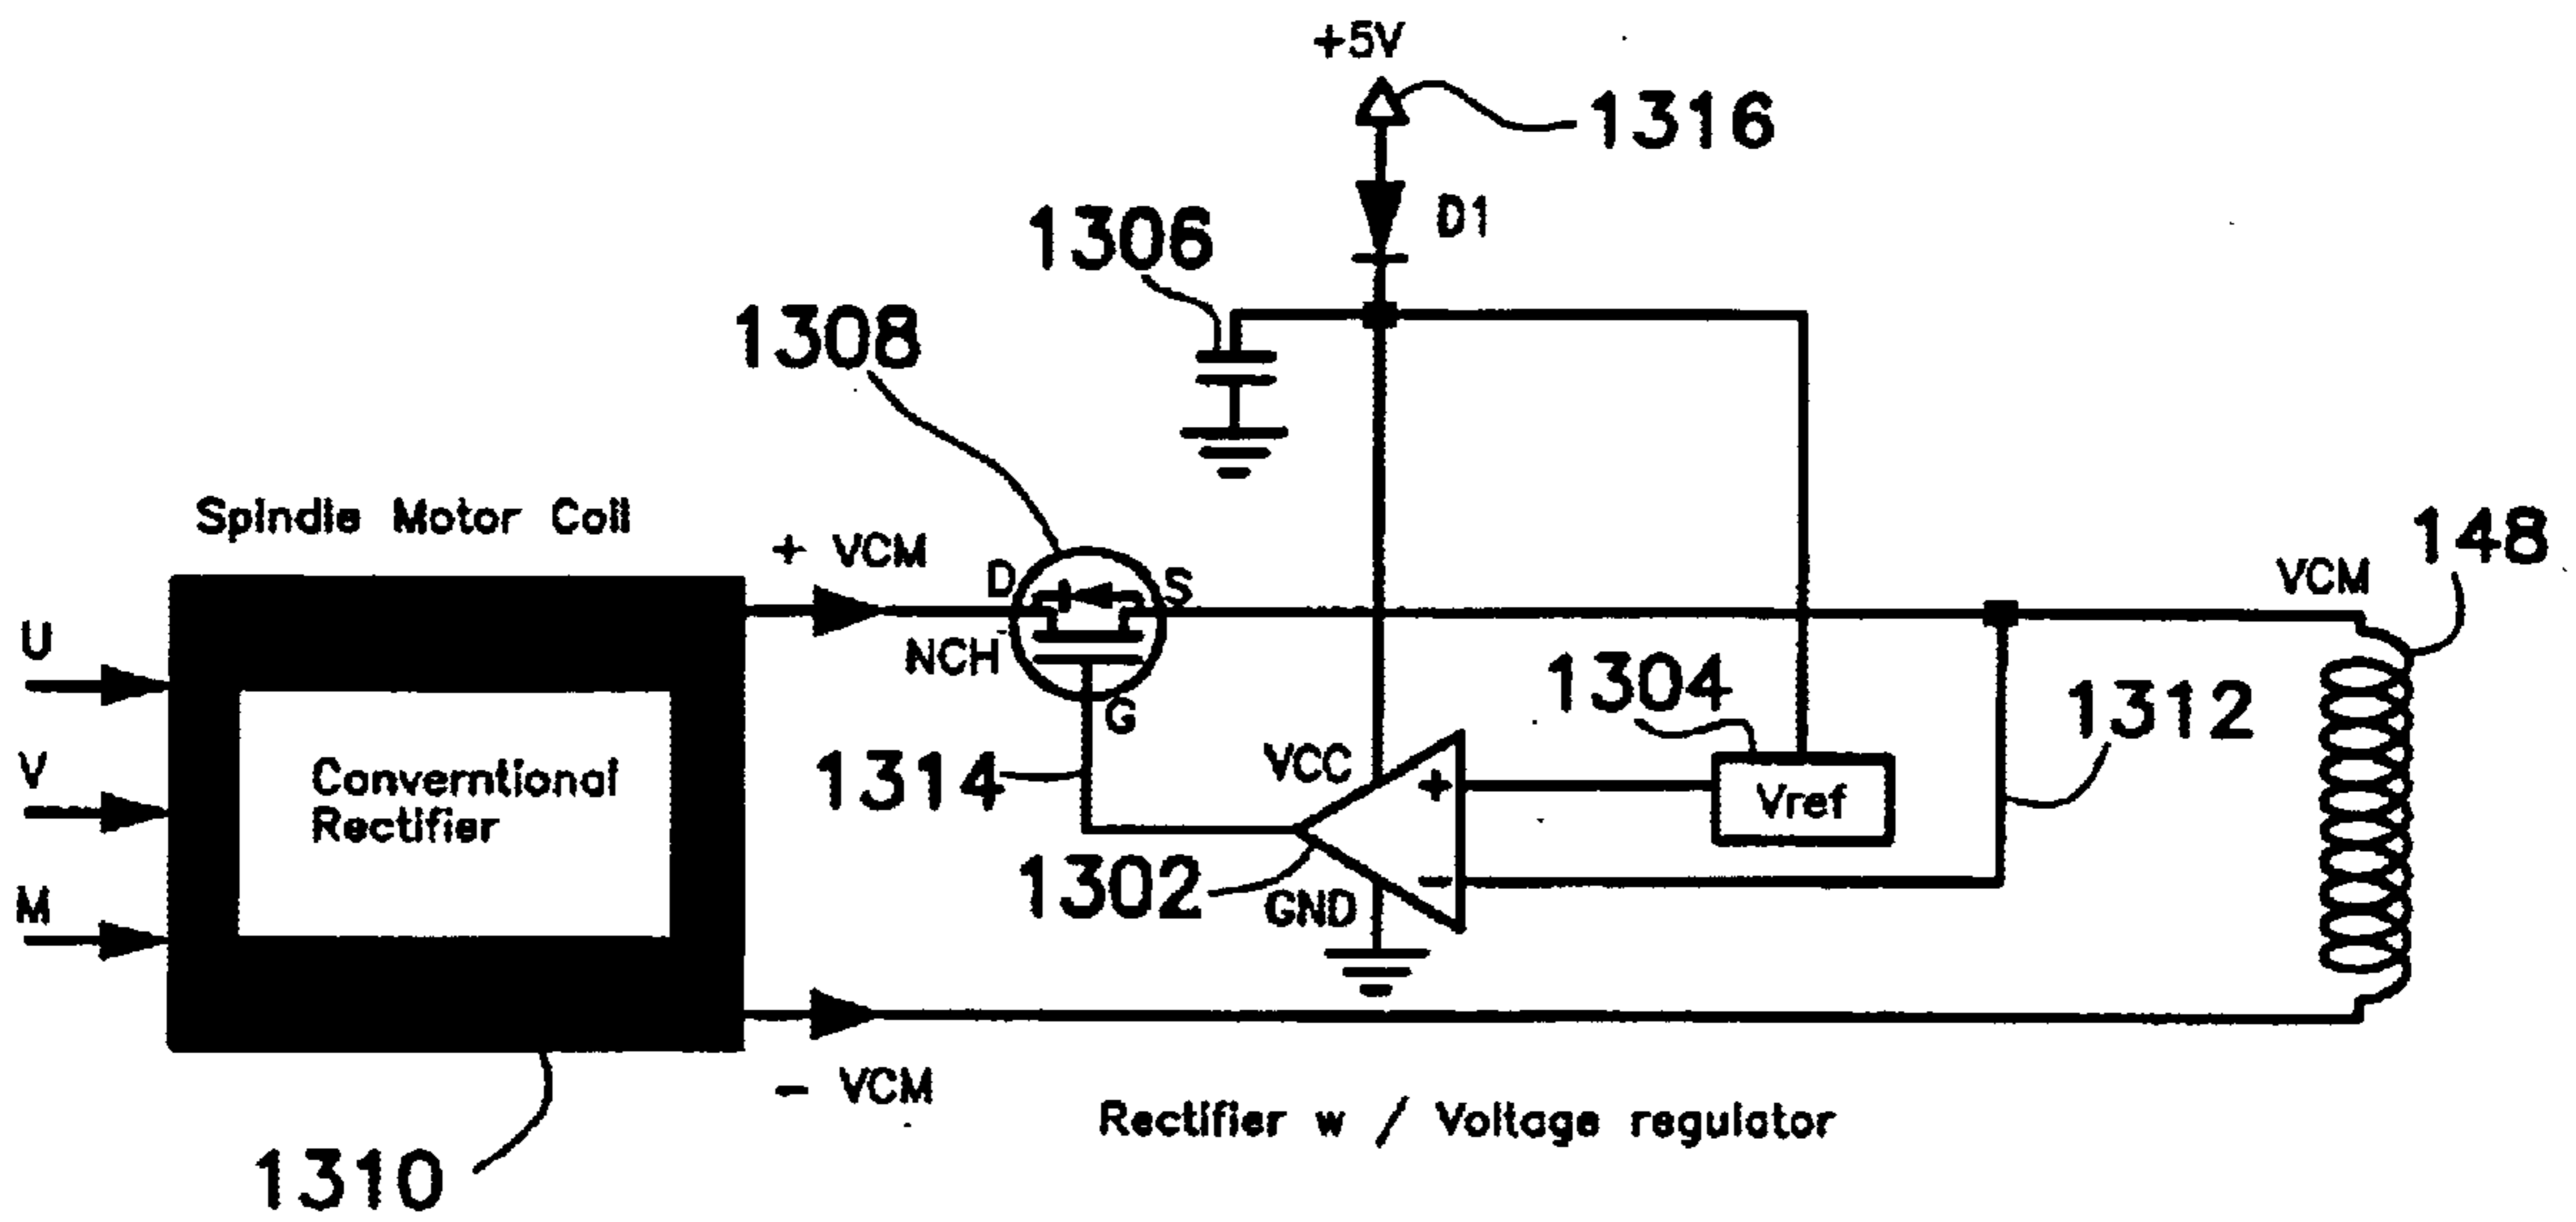 +5V
1316
D1
1306
1308
Spindle Motor Coil
+ VCM
D
S
148
VCM
U
NCH
1304
1312
G
V
Converntional
Rectifier
1314
VCC
+
Vref
M
1302
−
GND
− VCM
Rectifier w / Voltage regulator
1310